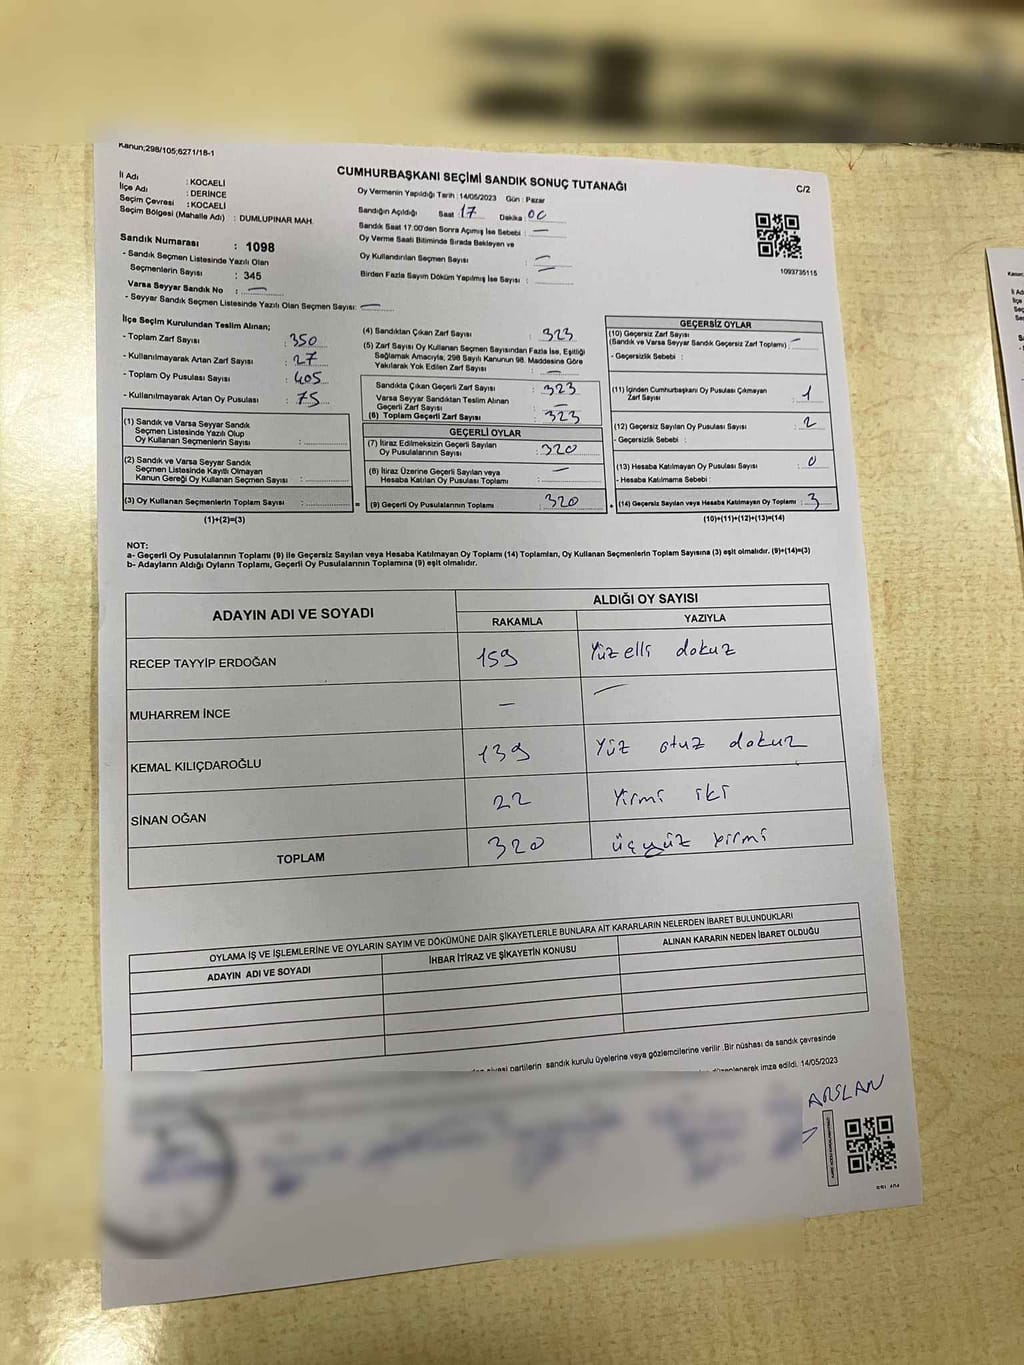 Kanun;298/105;6271/18-1
CUMHURBAŞKANI SEÇİMİ SANDIK SONUÇ TUTANAĞI
C/2
İl Adı : KOCAELİ
İlçe Adı : DERİNCE
Seçim Çevresi : KOCAELİ
Seçim Bölgesi (Mahalle Adı) : DUMLUPINAR MAH.
Oy Vermenin Yapıldığı Tarih : 14/05/2023 Gün : Pazar
Sandığın Açıldığı Saat 17 Dakika 00
Sandık Saat 17.00'den Sonra Açılmış İse Sebebi : —
Oy Verme Saati Bitiminde Sırada Bekleyen ve
Oy Kullandırılan Seçmen Sayısı : —
Birden Fazla Sayım Döküm Yapılmış İse Sayısı : —
1093735115
Sandık Numarası : 1098
- Sandık Seçmen Listesinde Yazılı Olan
Seçmenlerin Sayısı : 345
Varsa Seyyar Sandık No : —
- Seyyar Sandık Seçmen Listesinde Yazılı Olan Seçmen Sayısı: —
İlçe Seçim Kurulundan Teslim Alınan;
- Toplam Zarf Sayısı : 350
- Kullanılmayarak Artan Zarf Sayısı : 27
- Toplam Oy Pusulası Sayısı : 405
- Kullanılmayarak Artan Oy Pusulası : 75
(1) Sandık ve Varsa Seyyar Sandık
Seçmen Listesinde Yazılı Olup
Oy Kullanan Seçmenlerin Sayısı :
(2) Sandık ve Varsa Seyyar Sandık
Seçmen Listesinde Kayıtlı Olmayan
Kanun Gereği Oy Kullanan Seçmen Sayısı :
(3) Oy Kullanan Seçmenlerin Toplam Sayısı : =
(1)+(2)=(3)
(4) Sandıktan Çıkan Zarf Sayısı : 323
(5) Zarf Sayısı Oy Kullanan Seçmen Sayısından Fazla İse, Eşitliği
Sağlamak Amacıyla, 298 Sayılı Kanunun 98. Maddesine Göre
Yakılarak Yok Edilen Zarf Sayısı : —
Sandıkta Çıkan Geçerli Zarf Sayısı : 323
Varsa Seyyar Sandıktan Teslim Alınan
Geçerli Zarf Sayısı : —
(6) Toplam Geçerli Zarf Sayısı : 323
GEÇERLİ OYLAR
(7) İtiraz Edilmeksizin Geçerli Sayılan
Oy Pusulalarının Sayısı : 320
(8) İtiraz Üzerine Geçerli Sayılan veya
Hesaba Katılan Oy Pusulası Toplamı : —
(9) Geçerli Oy Pusulalarının Toplamı : 320 +
GEÇERSİZ OYLAR
(10) Geçersiz Zarf Sayısı
(Sandık ve Varsa Seyyar Sandık Geçersiz Zarf Toplamı) : —
- Geçersizlik Sebebi :
(11) İçinden Cumhurbaşkanı Oy Pusulası Çıkmayan
Zarf Sayısı : 1
(12) Geçersiz Sayılan Oy Pusulası Sayısı : 2
- Geçersizlik Sebebi :
(13) Hesaba Katılmayan Oy Pusulası Sayısı : 0
- Hesaba Katılmama Sebebi :
(14) Geçersiz Sayılan veya Hesaba Katılmayan Oy Toplamı : 3
(10)+(11)+(12)+(13)=(14)
NOT:
a- Geçerli Oy Pusulalarının Toplamı (9) ile Geçersiz Sayılan veya Hesaba Katılmayan Oy Toplamı (14) Toplamları, Oy Kullanan Seçmenlerin Toplam Sayısına (3) eşit olmalıdır. (9)+(14)=(3)
b- Adayların Aldığı Oyların Toplamı, Geçerli Oy Pusulalarının Toplamına (9) eşit olmalıdır.
ADAYIN ADI VE SOYADI
ALDIĞI OY SAYISI
RAKAMLA YAZIYLA
RECEP TAYYİP ERDOĞAN 159 Yüz elli dokuz
MUHARREM İNCE — —
KEMAL KILIÇDAROĞLU 139 Yüz otuz dokuz
SİNAN OĞAN 22 Yirmi iki
TOPLAM 320 üçyüz yirmi
OYLAMA İŞ VE İŞLEMLERİNE VE OYLARIN SAYIM VE DÖKÜMÜNE DAİR ŞİKAYETLERLE BUNLARA AİT KARARLARIN NELERDEN İBARET BULUNDUKLARI
ADAYIN ADI VE SOYADI İHBAR İTİRAZ VE ŞİKAYETİN KONUSU ALINAN KARARIN NEDEN İBARET OLDUĞU
partilerin sandık kurulu üyelerine veya gözlemcilerine verilir. Bir nüshası da sandık çevresinde
imza edildi. 14/05/2023
ARSLAN